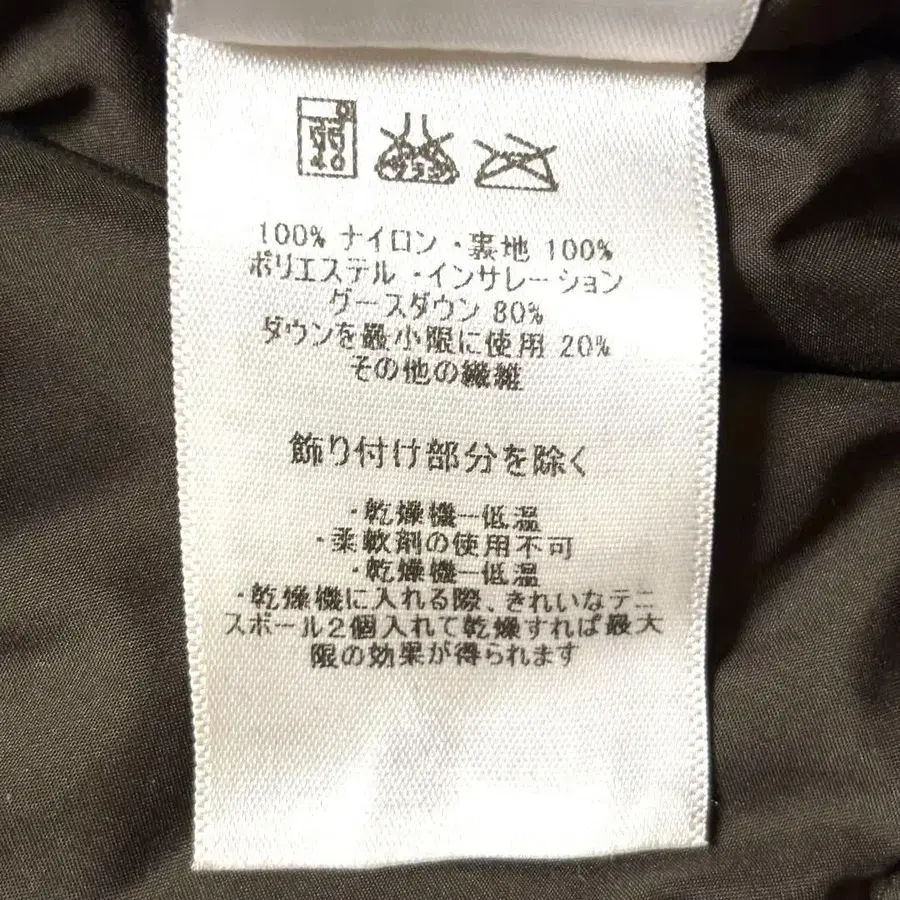 100% ナイロン・裏地 100%
ポリエステル ・インサレーション
グースダウン 80%
ダウンを最小限に使用 20%
その他の繊維
飾り付け部分を除く
・乾燥機ー低温
・柔軟剤の使用不可
・乾燥機ー低温
・乾燥機に入れる際、きれいなテニ
スボール2個入れて乾燥すれば最大
限の効果が得られます